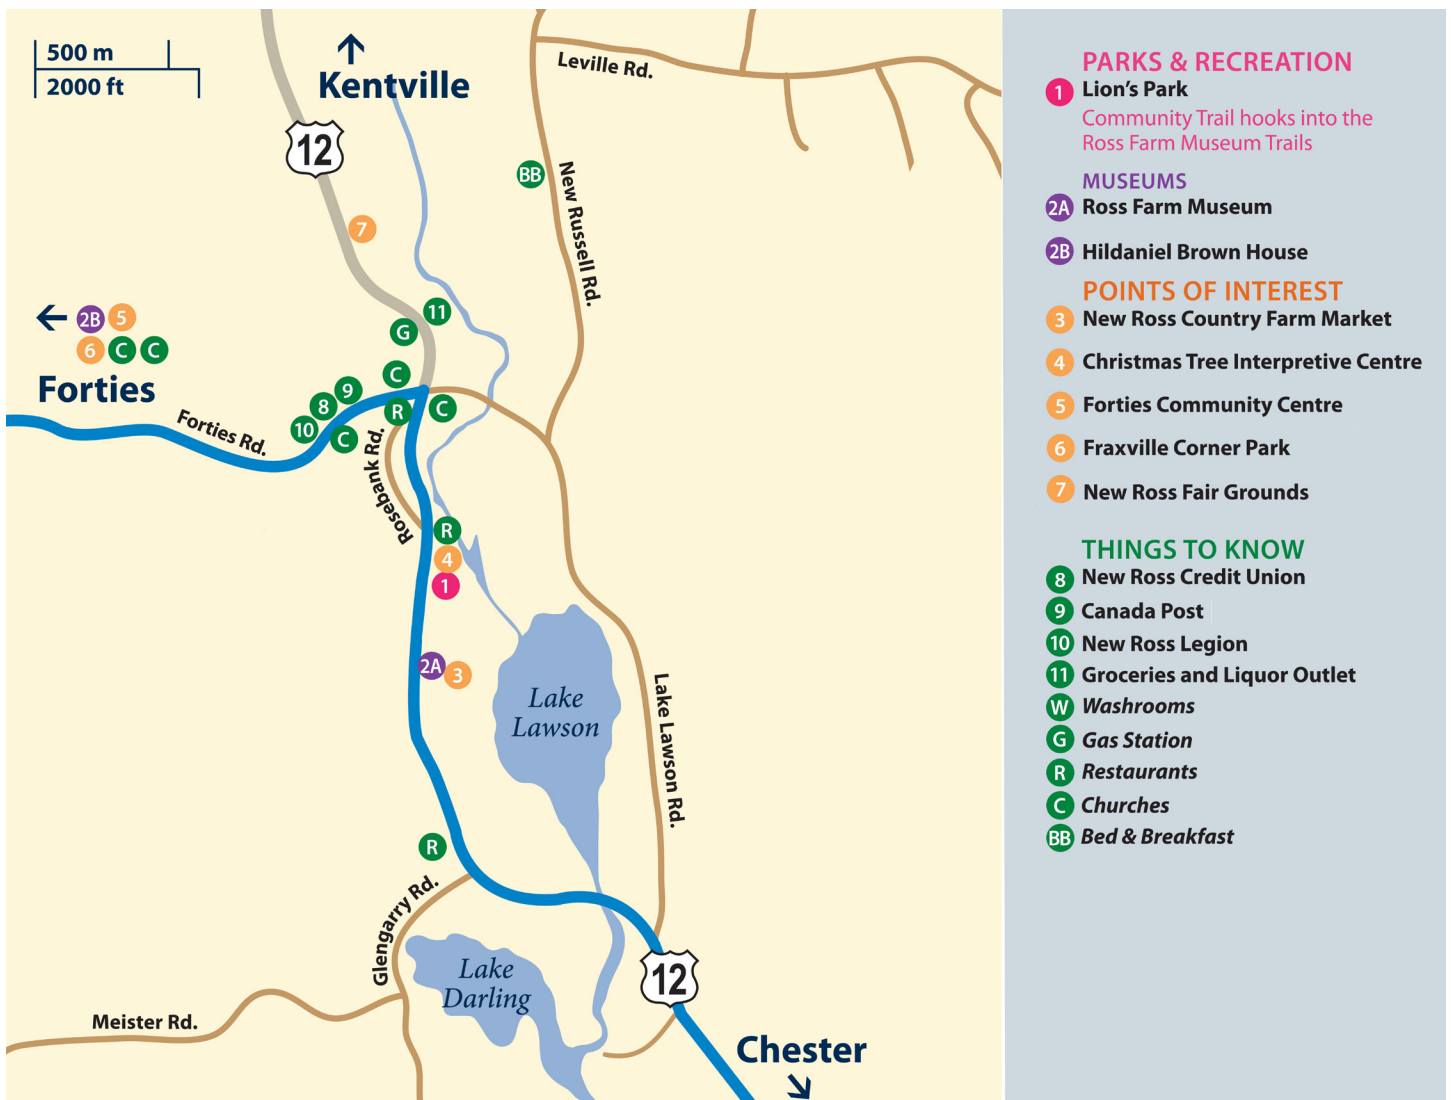 500 m
2000 ft
Kentville
12
Leville Rd.
BB
New Russell Rd.
7
11
G
2B 5
6 C C
Forties
C
9
8
10
C
R
C
Forties Rd.
Rosebank Rd.
R
4
1
2A 3
Lake
Lawson
Lake Lawson Rd.
R
Glengarry Rd.
Lake
Darling
12
Meister Rd.
Chester
PARKS & RECREATION
1 Lion's Park
Community Trail hooks into the
Ross Farm Museum Trails
MUSEUMS
2A Ross Farm Museum
2B Hildaniel Brown House
POINTS OF INTEREST
3 New Ross Country Farm Market
4 Christmas Tree Interpretive Centre
5 Forties Community Centre
6 Fraxville Corner Park
7 New Ross Fair Grounds
THINGS TO KNOW
8 New Ross Credit Union
9 Canada Post
10 New Ross Legion
11 Groceries and Liquor Outlet
W Washrooms
G Gas Station
R Restaurants
C Churches
BB Bed & Breakfast